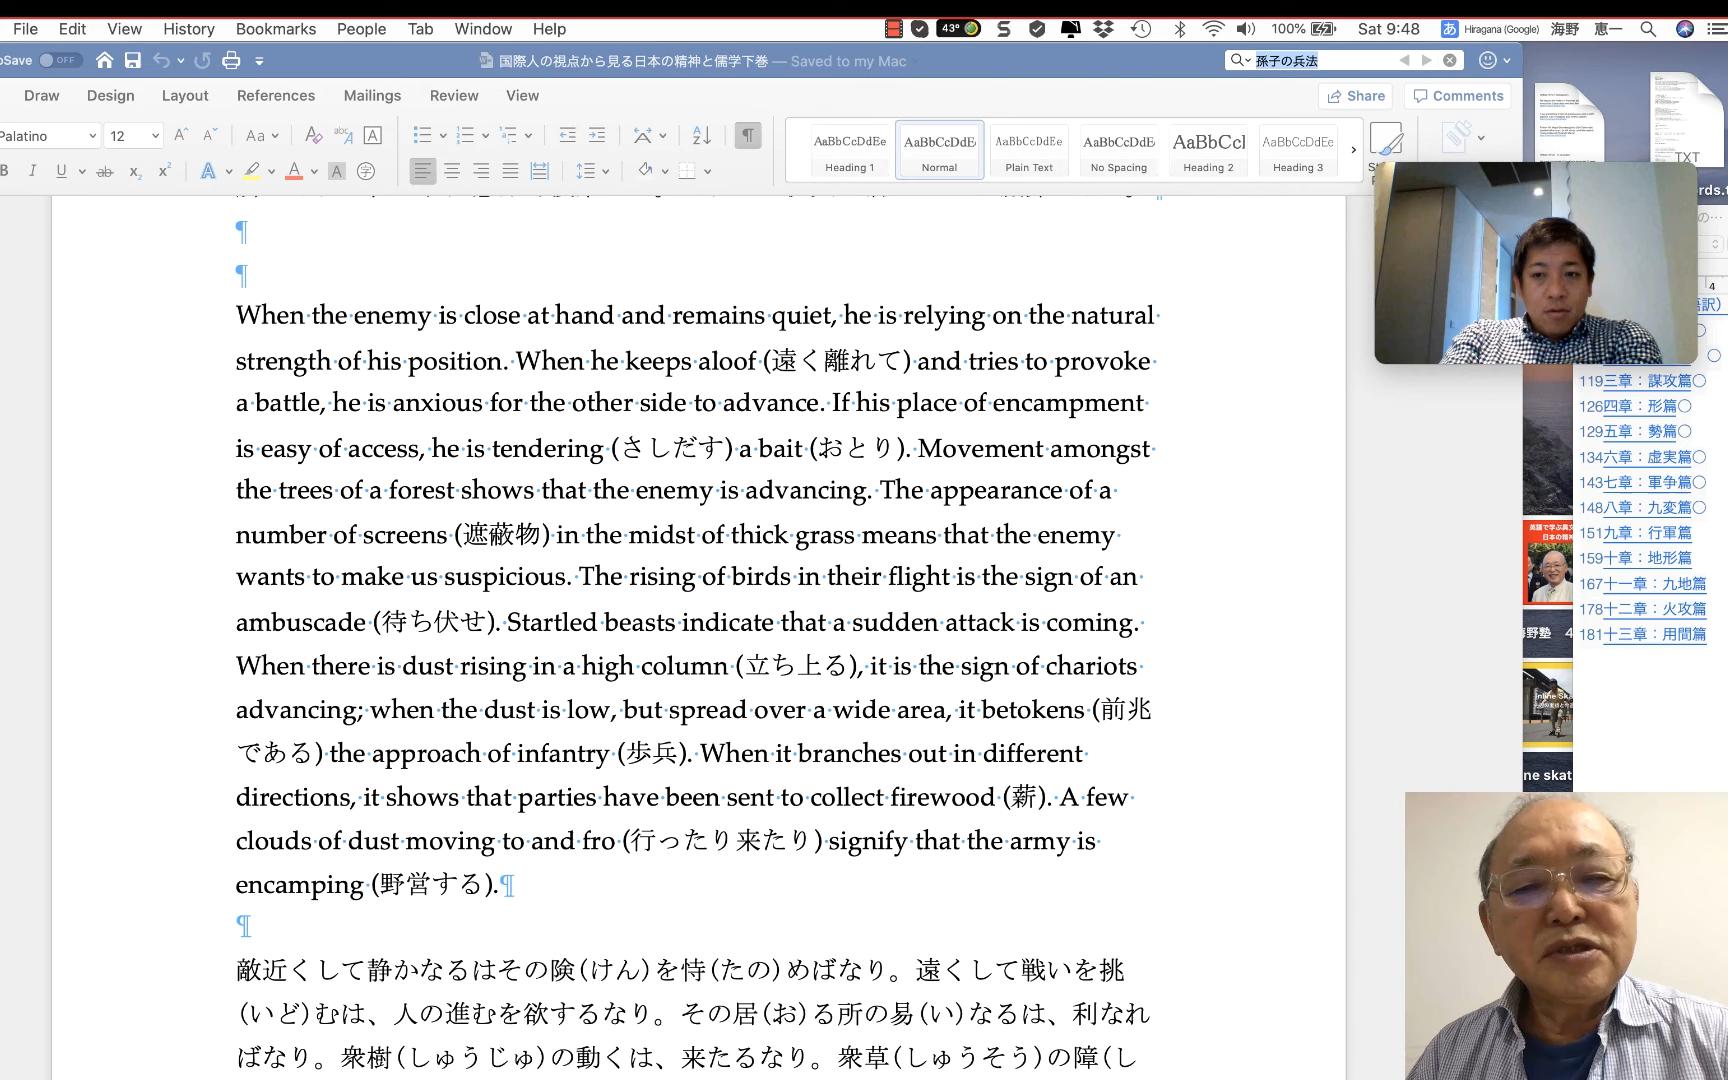 File Edit View History Bookmarks People Tab Window Help 43° 100% Sat 9:48 あ Hiragana (Google) 海野 恵一
Save OFF 国際人の視点から見る日本の精神と儒学下巻 — Saved to my Mac 孫子の兵法
Draw Design Layout References Mailings Review View Share Comments
Palatino 12 Aa
AaBbCcDdEe AaBbCcDdE AaBbCcDdEe AaBbCcDdE AaBbCcI AaBbCcDdEe
Heading 1 Normal Plain Text No Spacing Heading 2 Heading 3
TXT
When the enemy is close at hand and remains quiet, he is relying on the natural
strength of his position. When he keeps aloof (遠く離れて) and tries to provoke
a battle, he is anxious for the other side to advance. If his place of encampment
is easy of access, he is tendering (さしだす) a bait (おとり). Movement amongst
the trees of a forest shows that the enemy is advancing. The appearance of a
number of screens (遮蔽物) in the midst of thick grass means that the enemy
wants to make us suspicious. The rising of birds in their flight is the sign of an
ambuscade (待ち伏せ). Startled beasts indicate that a sudden attack is coming.
When there is dust rising in a high column (立ち上る), it is the sign of chariots
advancing; when the dust is low, but spread over a wide area, it betokens (前兆
である) the approach of infantry (歩兵). When it branches out in different
directions, it shows that parties have been sent to collect firewood (薪). A few
clouds of dust moving to and fro (行ったり来たり) signify that the army is
encamping (野営する).
敵近くして静かなるはその険(けん)を恃(たの)めばなり。遠くして戦いを挑
(いど)むは、人の進むを欲するなり。その居(お)る所の易(い)なるは、利なれ
ばなり。衆樹(しゅうじゅ)の動くは、来たるなり。衆草(しゅうそう)の障(し
119三章：謀攻篇〇
126四章：形篇〇
129五章：勢篇〇
134六章：虚実篇〇
143七章：軍争篇〇
148八章：九変篇〇
151九章：行軍篇
159十章：地形篇
167十一章：九地篇
178十二章：火攻篇
181十三章：用間篇
野塾 4
ne skat